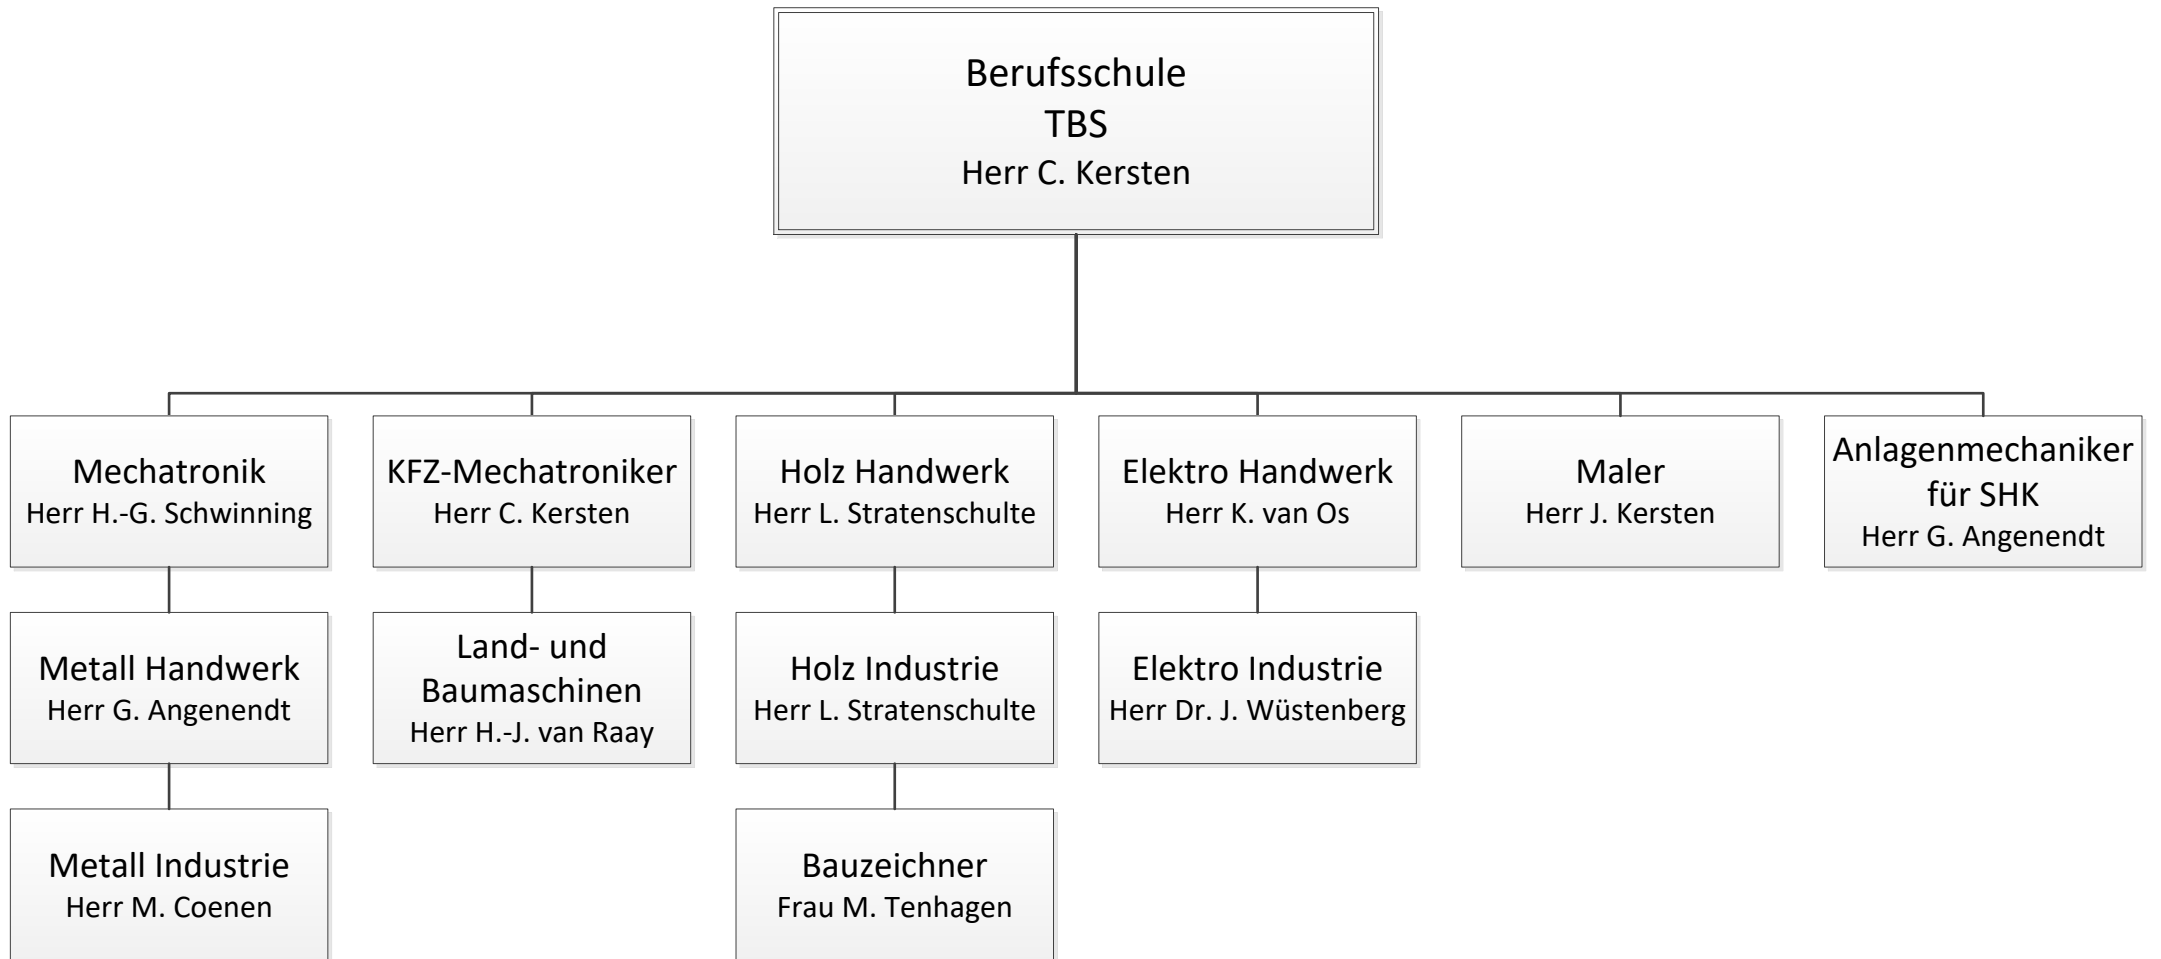 Berufsschule
TBS
Herr C. Kersten
Mechatronik
Herr H.-G. Schwinning
KFZ-Mechatroniker
Herr C. Kersten
Holz Handwerk
Herr L. Stratenschulte
Elektro Handwerk
Herr K. van Os
Maler
Herr J. Kersten
Anlagenmechaniker
für SHK
Herr G. Angenendt
Metall Handwerk
Herr G. Angenendt
Land- und
Baumaschinen
Herr H.-J. van Raay
Holz Industrie
Herr L. Stratenschulte
Elektro Industrie
Herr Dr. J. Wüstenberg
Metall Industrie
Herr M. Coenen
Bauzeichner
Frau M. Tenhagen